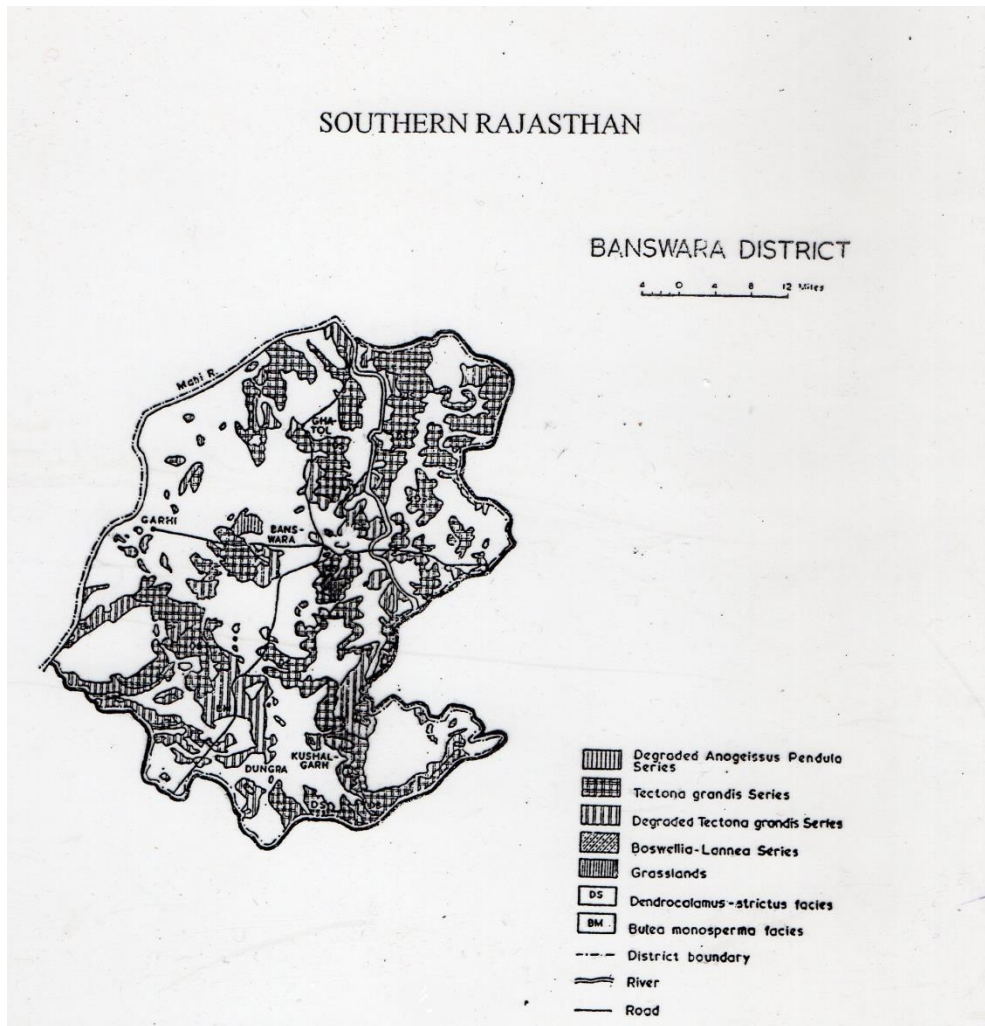 SOUTHERN RAJASTHAN
BANSWARA DISTRICT
4 0 4 8 12 Miles
Mahi R.
GHA-
TOL
DS
GARHI
BANS-
WARA
KUSHAL-
GARH
DUNGRA
DS
DS
Degraded Anogeissus Pendula
Series
Tectona grandis Series
Degraded Tectona grandis Series
Boswellia-Lannea Series
Grasslands
DS Dendrocalamus-strictus facies
BM Butea monosperma facies
District boundary
River
Road